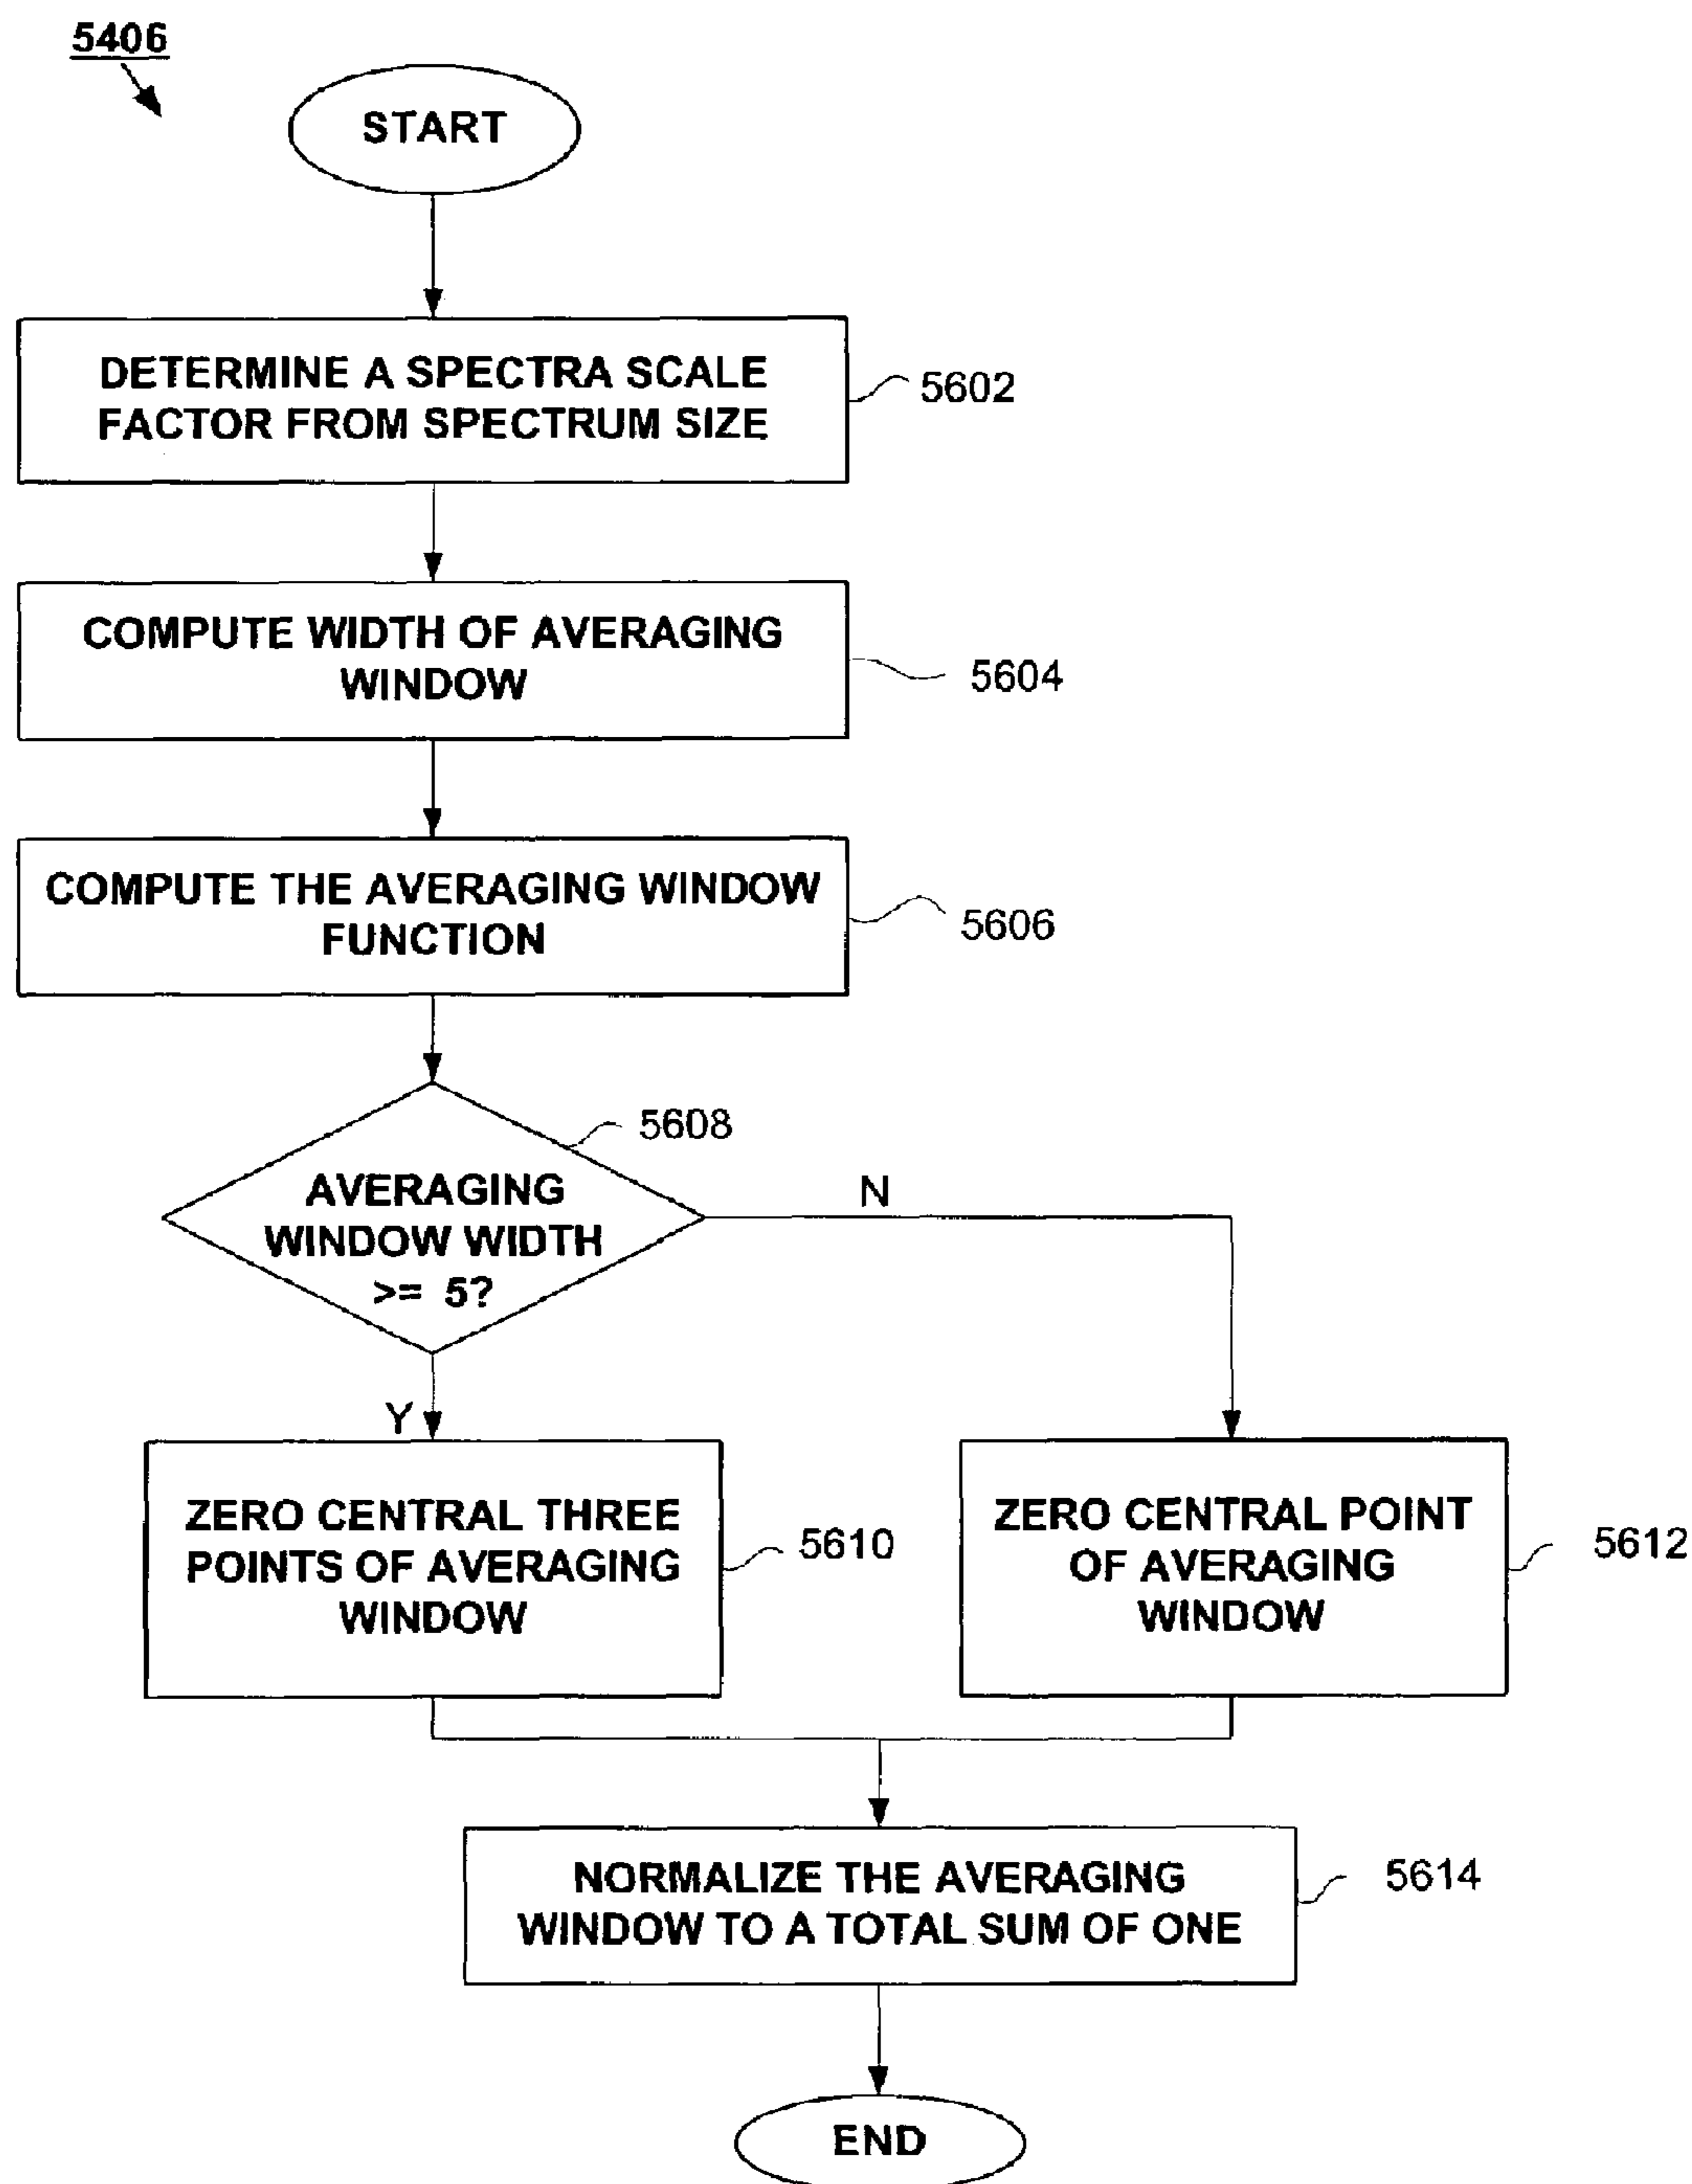 5406
START
DETERMINE A SPECTRA SCALE
FACTOR FROM SPECTRUM SIZE
5602
COMPUTE WIDTH OF AVERAGING
WINDOW
5604
COMPUTE THE AVERAGING WINDOW
FUNCTION
5606
5608
AVERAGING
WINDOW WIDTH
>= 5?
N
Y
ZERO CENTRAL THREE
POINTS OF AVERAGING
WINDOW
5610
ZERO CENTRAL POINT
OF AVERAGING
WINDOW
5612
NORMALIZE THE AVERAGING
WINDOW TO A TOTAL SUM OF ONE
5614
END